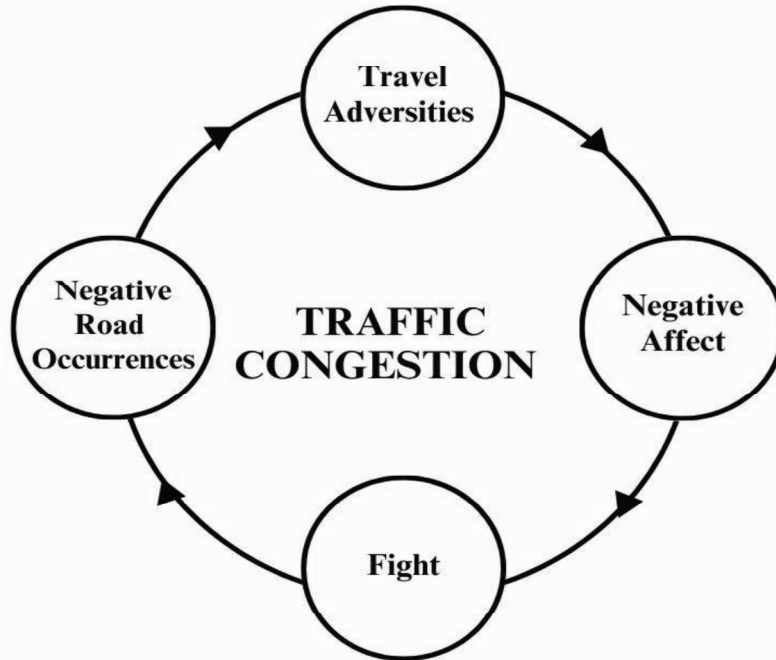 Travel
Adversities
Negative
Affect
Fight
Negative
Road
Occurrences
TRAFFIC
CONGESTION